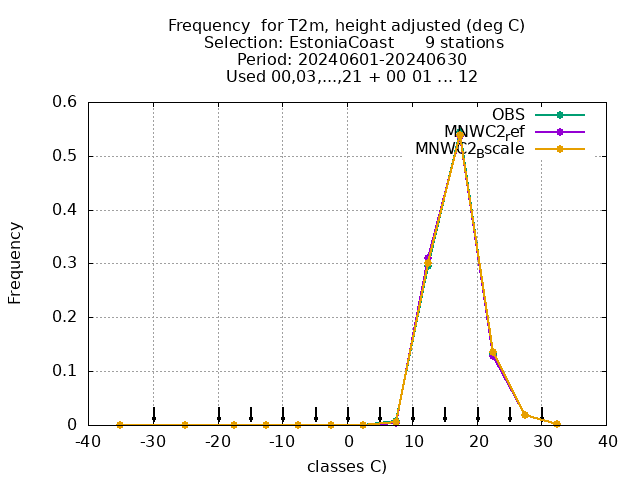 Frequency  for T2m, height adjusted (deg C)
Selection: EstoniaCoast      9 stations
Period: 20240601-20240630
Used 00,03,...,21 + 00 01 ... 12
OBS
MNWC2ref
MNWC2Bscale
0.6
0.5
0.4
0.3
0.2
0.1
0
Frequency
-40 -30 -20 -10 0 10 20 30 40
classes C)